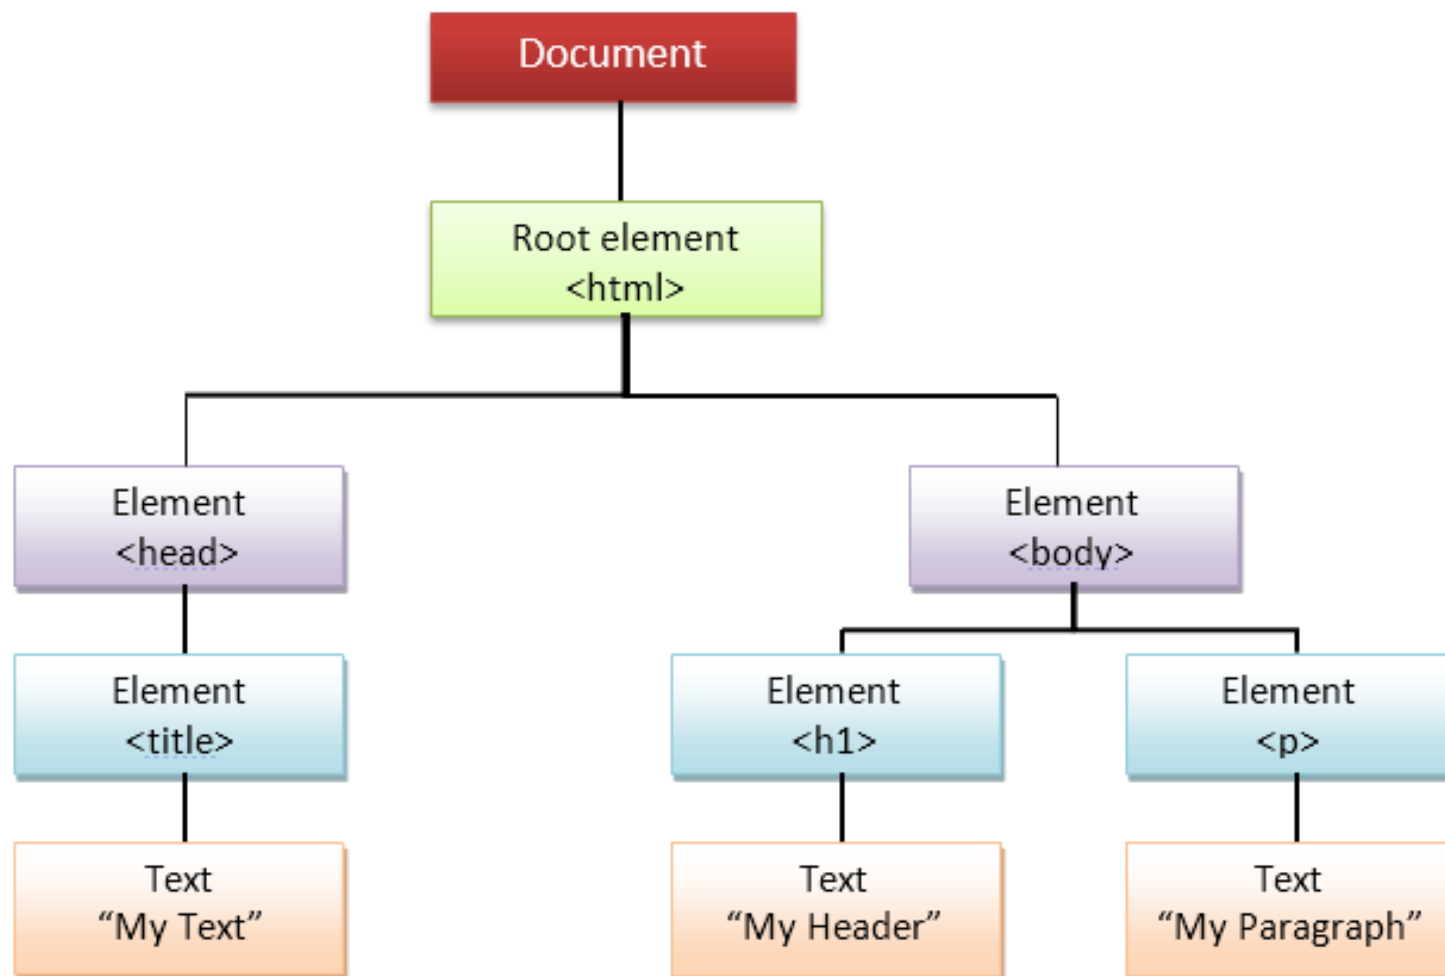 Document
Root element
<html>
Element
<head>
Element
<body>
Element
<title>
Element
<h1>
Element
<p>
Text
“My Text”
Text
“My Header”
Text
“My Paragraph”